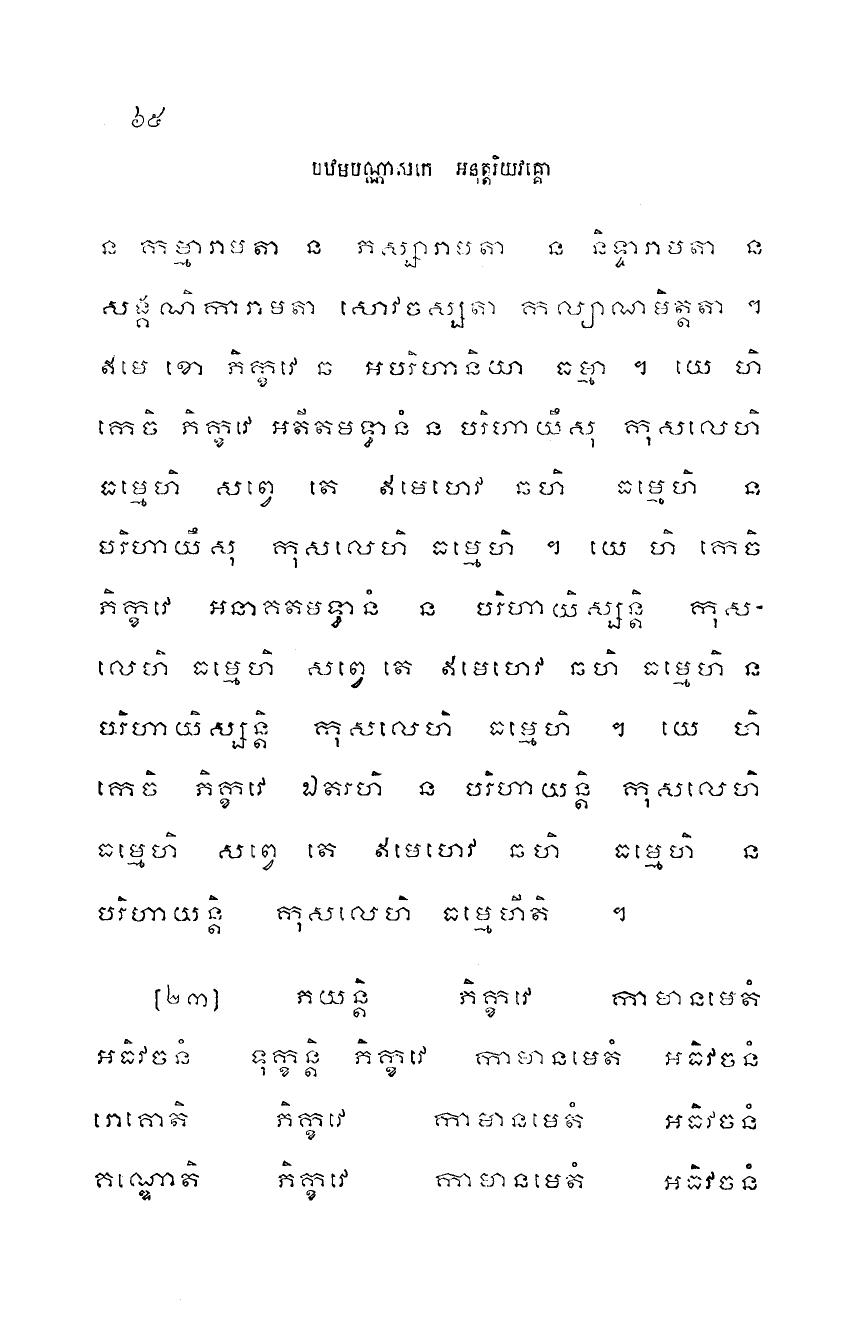 ៦៥
បឋមបណ្ណាសកេ អនុត្តរិយវគ្គោ
ន កម្មារាមតា ន ភស្សារាមតា ន និទ្ទារាមតា ន
សង្គណិការាមតា សោវចស្សតា កល្យាណមិត្តតា ។
ឥមេ ខោ ភិក្ខវេ ឆ អបរិហានិយា ធម្មា ។ យេ ហិ
កេចិ ភិក្ខវេ អតីតមទ្ធានំ ន បរិហាយឹសុ កុសលេហិ
ធម្មេហិ សព្វេ តេ ឥមេហេវ ឆហិ ធម្មេហិ ន
បរិហាយឹសុ កុសលេហិ ធម្មេហិ ។ យេ ហិ កេចិ
ភិក្ខវេ អនាគតមទ្ធានំ ន បរិហាយិស្សន្តិ កុស-
លេហិ ធម្មេហិ សព្វេ តេ ឥមេហេវ ឆហិ ធម្មេហិ ន
បរិហាយិស្សន្តិ កុសលេហិ ធម្មេហិ ។ យេ ហិ
កេចិ ភិក្ខវេ ឯតរហិ ន បរិហាយន្តិ កុសលេហិ
ធម្មេហិ សព្វេ តេ ឥមេហេវ ឆហិ ធម្មេហិ ន
បរិហាយន្តិ កុសលេហិ ធម្មេហីតិ ។
[២៣] ភយន្តិ ភិក្ខវេ កាមានមេតំ
អធិវចនំ ទុក្ខន្តិ ភិក្ខវេ កាមានមេតំ អធិវចនំ
រោគោតិ ភិក្ខវេ កាមានមេតំ អធិវចនំ
គណ្ឌោតិ ភិក្ខវេ កាមានមេតំ អធិវចនំ